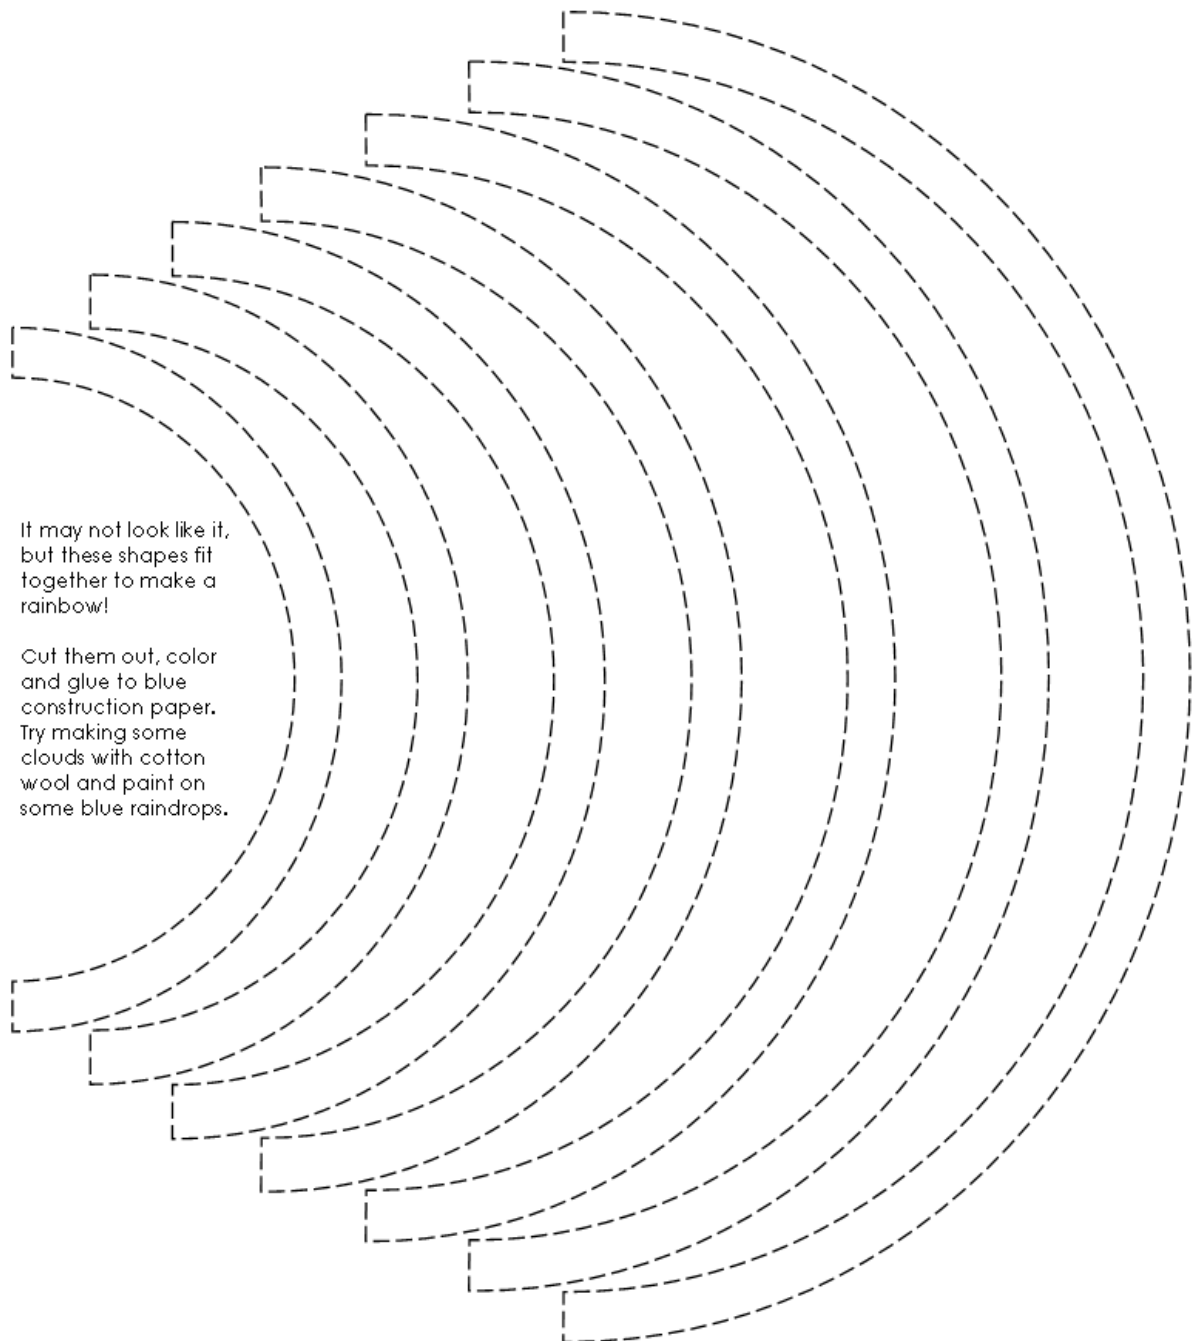 It may not look like it,
but these shapes fit
together to make a
rainbow!
Cut them out, color
and glue to blue
construction paper.
Try making some
clouds with cotton
wool and paint on
some blue raindrops.